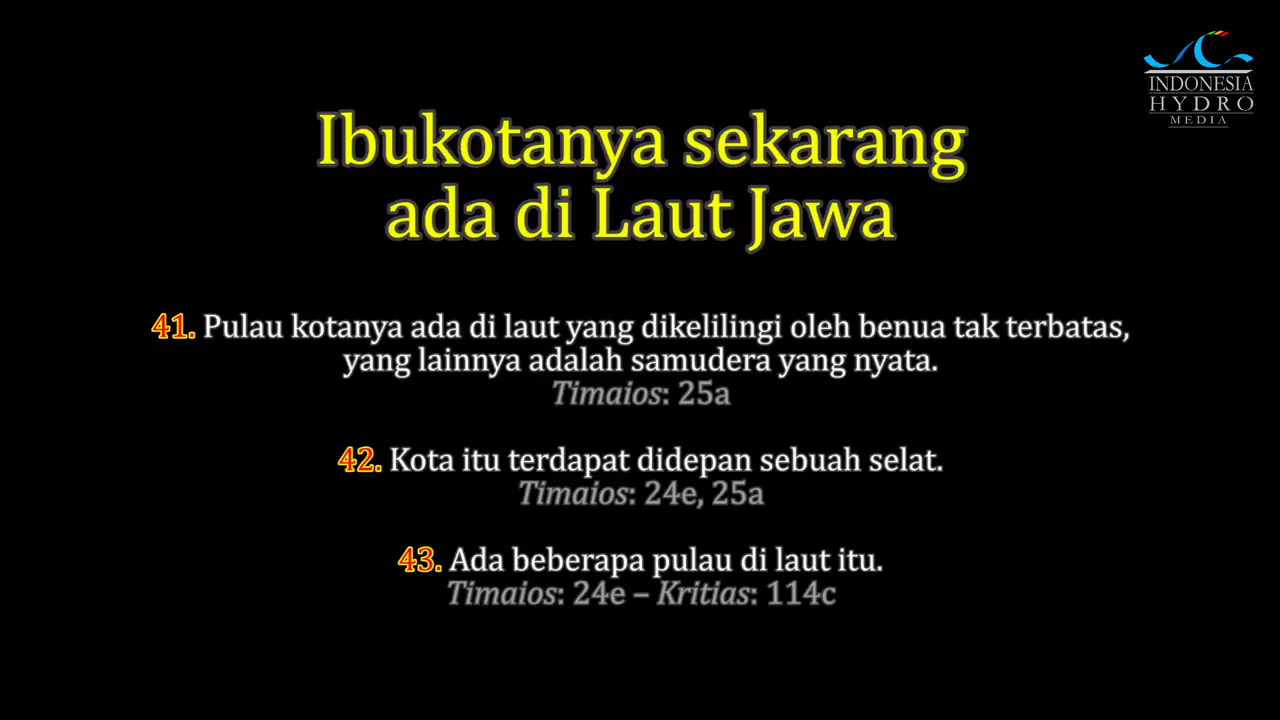 INDONESIA
HYDRO
MEDIA
Ibukotanya sekarang
ada di Laut Jawa
41. Pulau kotanya ada di laut yang dikelilingi oleh benua tak terbatas,
yang lainnya adalah samudera yang nyata.
Timaios: 25a
42. Kota itu terdapat didepan sebuah selat.
Timaios: 24e, 25a
43. Ada beberapa pulau di laut itu.
Timaios: 24e – Kritias: 114c